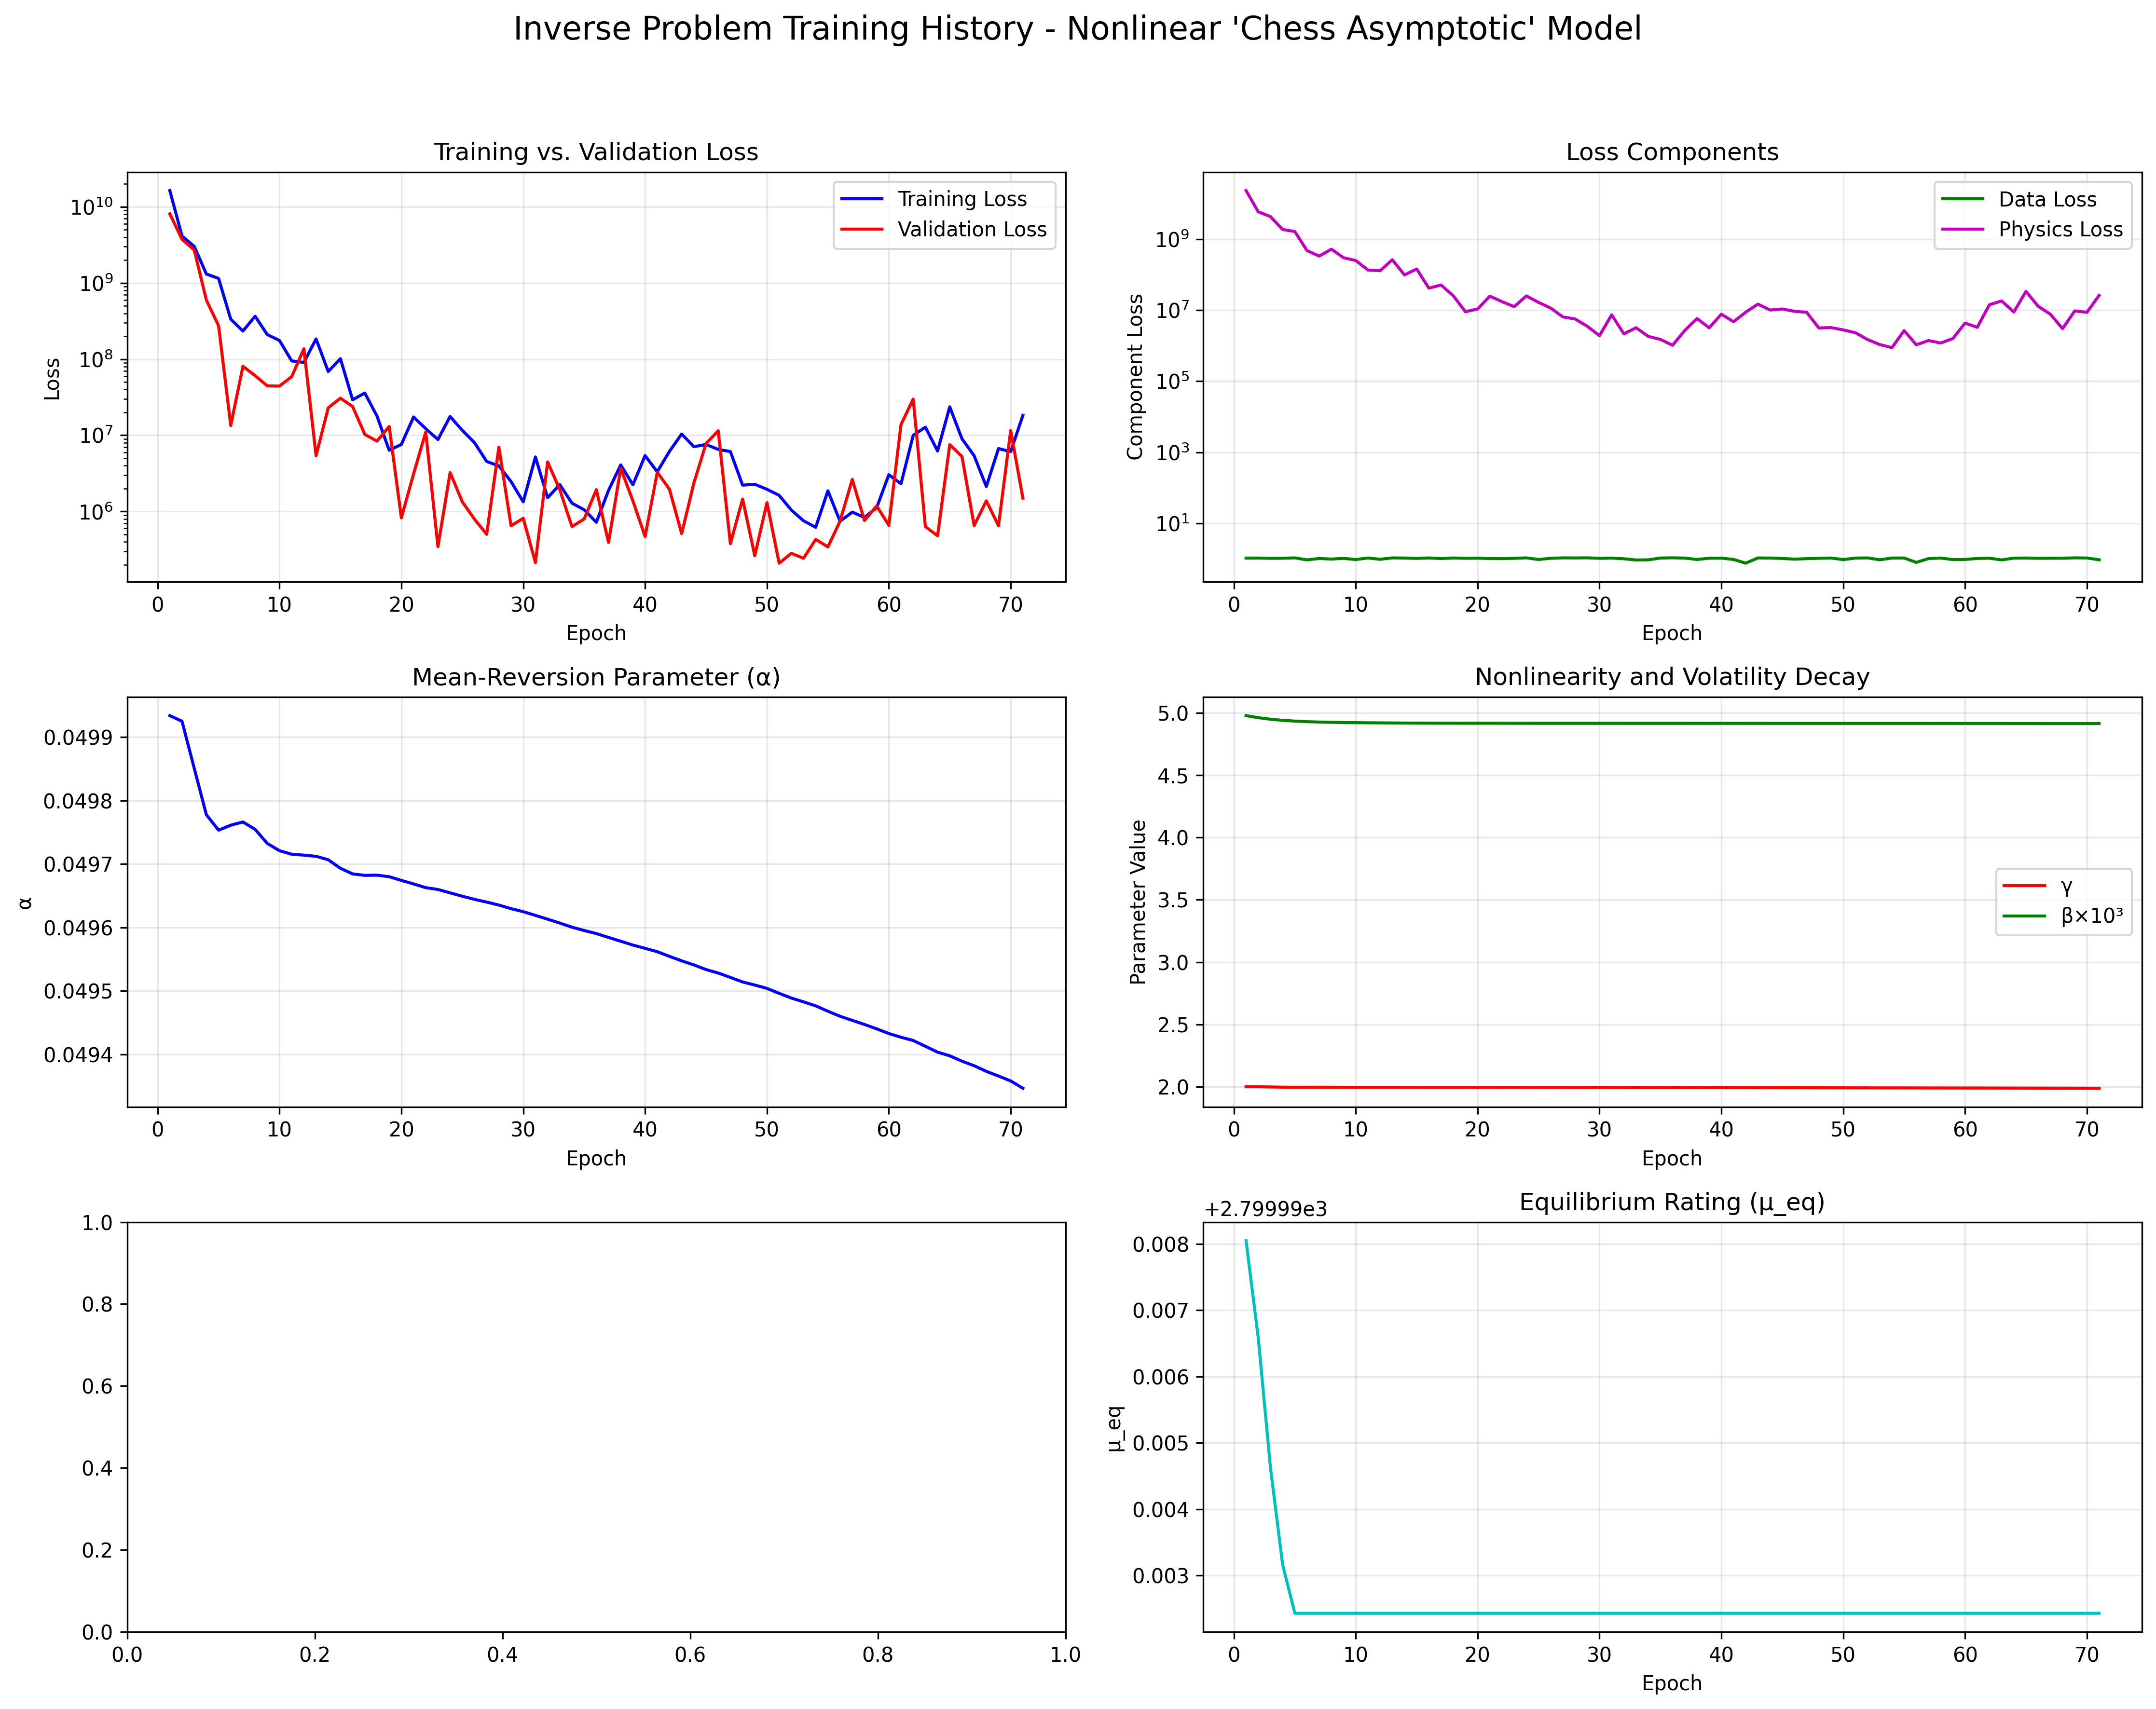 Inverse Problem Training History - Nonlinear 'Chess Asymptotic' Model
Training vs. Validation Loss
Training Loss
Validation Loss
10¹⁰
10⁹
10⁸
10⁷
10⁶
Loss
0 10 20 30 40 50 60 70
Epoch
Loss Components
Data Loss
Physics Loss
10⁹
10⁷
10⁵
10³
10¹
Component Loss
0 10 20 30 40 50 60 70
Epoch
Mean-Reversion Parameter (α)
0.0499
0.0498
0.0497
0.0496
0.0495
0.0494
α
0 10 20 30 40 50 60 70
Epoch
Nonlinearity and Volatility Decay
5.0
4.5
4.0
3.5
3.0
2.5
2.0
Parameter Value
γ
β×10³
0 10 20 30 40 50 60 70
Epoch
1.0
0.8
0.6
0.4
0.2
0.0
0.0 0.2 0.4 0.6 0.8 1.0
Equilibrium Rating (μ_eq)
+2.79999e3
0.008
0.007
0.006
0.005
0.004
0.003
μ_eq
0 10 20 30 40 50 60 70
Epoch